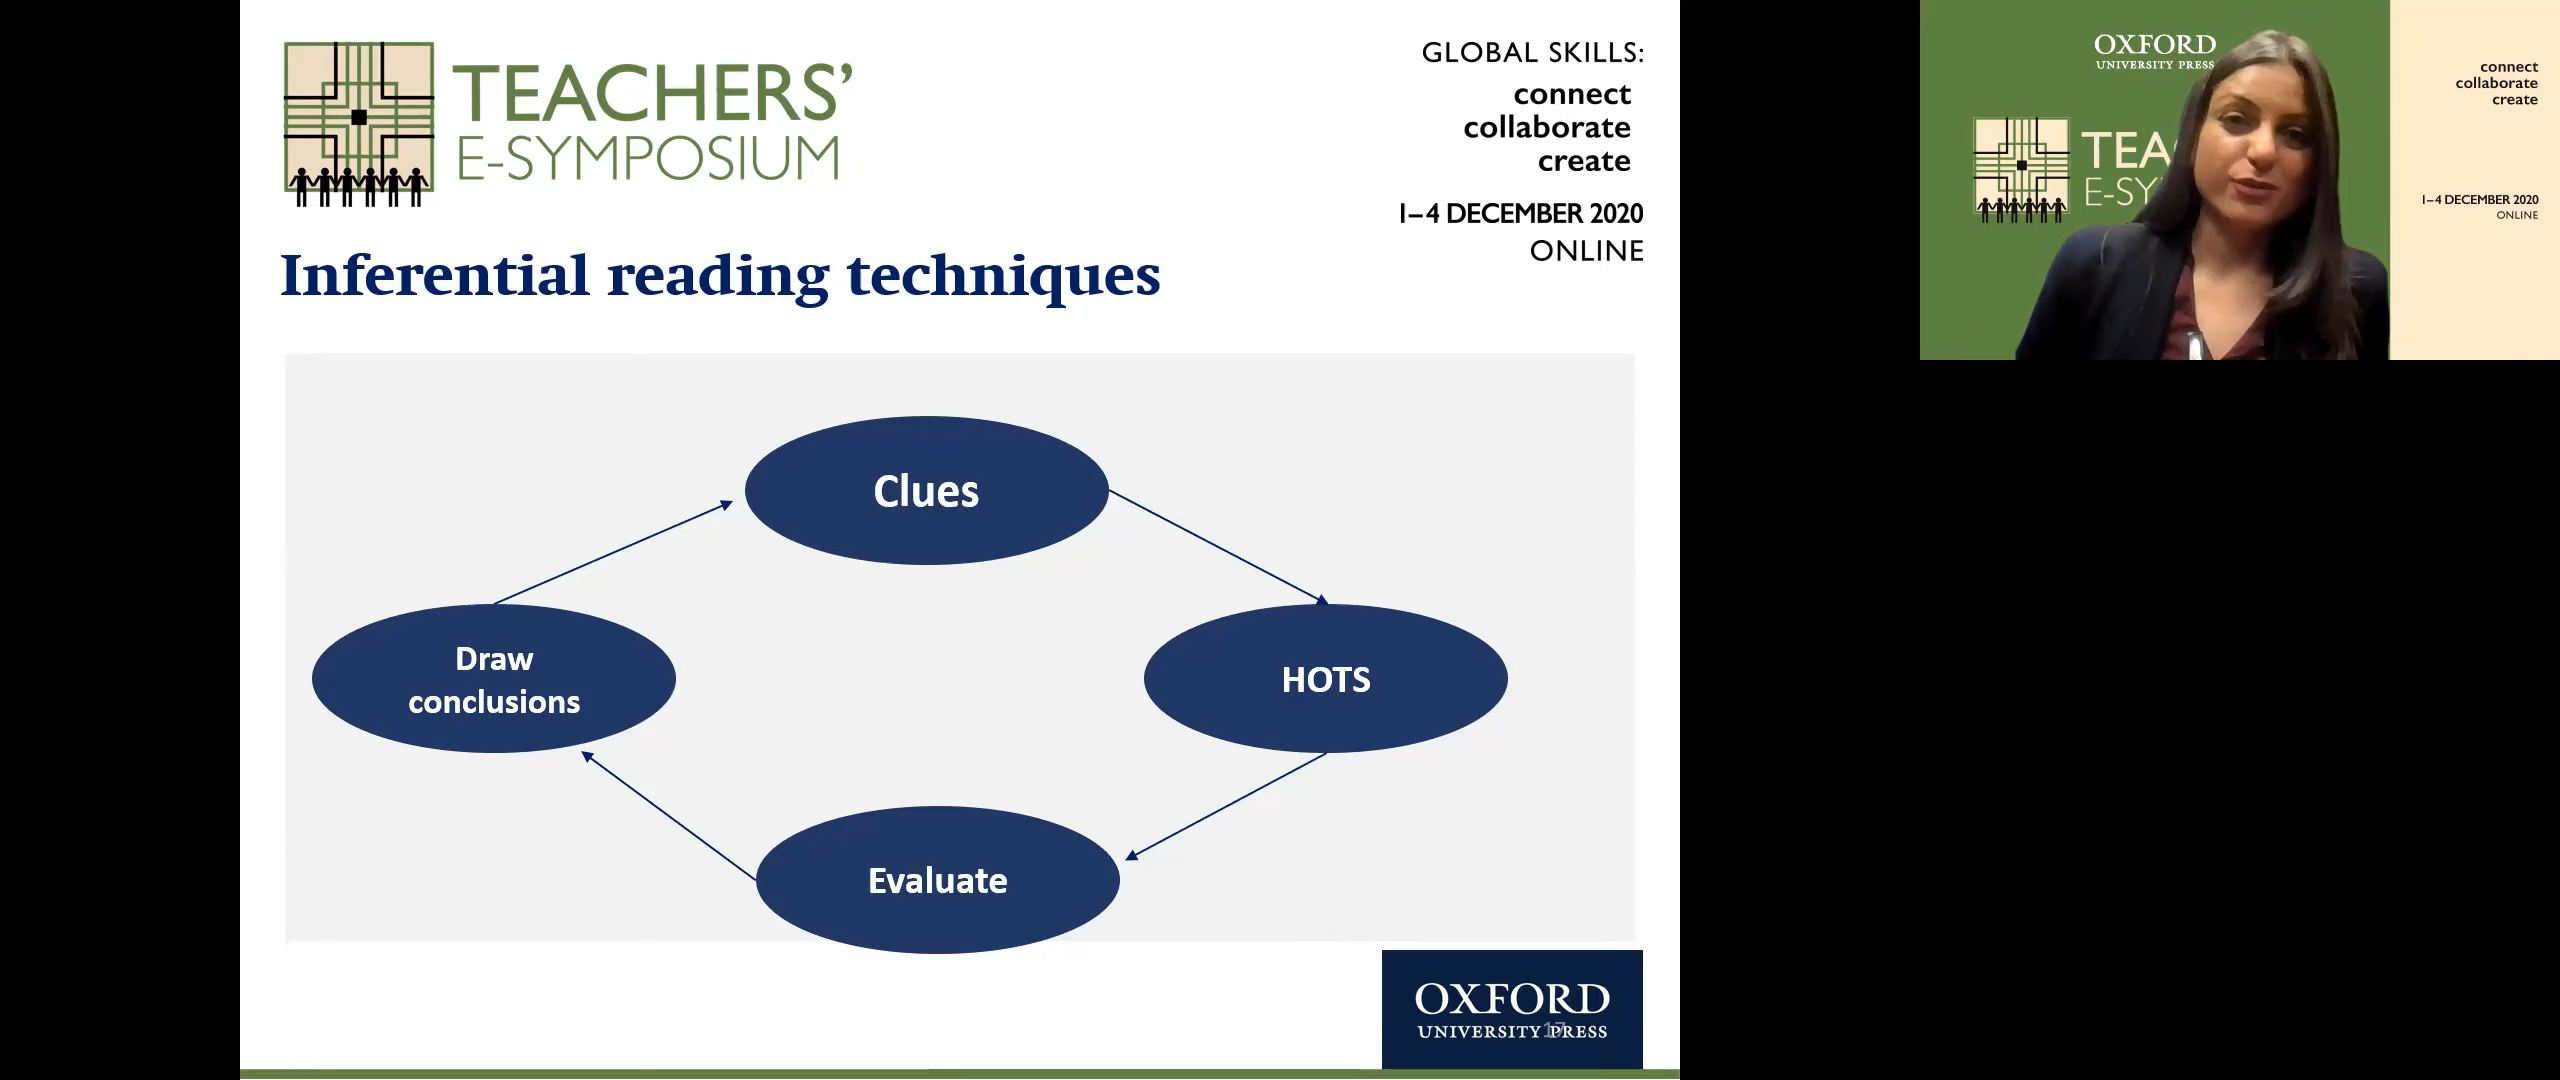 TEACHERS’
E-SYMPOSIUM
GLOBAL SKILLS:
connect
collaborate
create
1–4 DECEMBER 2020
ONLINE
Inferential reading techniques
Clues
HOTS
Evaluate
Draw
conclusions
OXFORD
UNIVERSITY PRESS
17
OXFORD
UNIVERSITY PRESS
TEA
E-SY
connect
collaborate
create
1–4 DECEMBER 2020
ONLINE